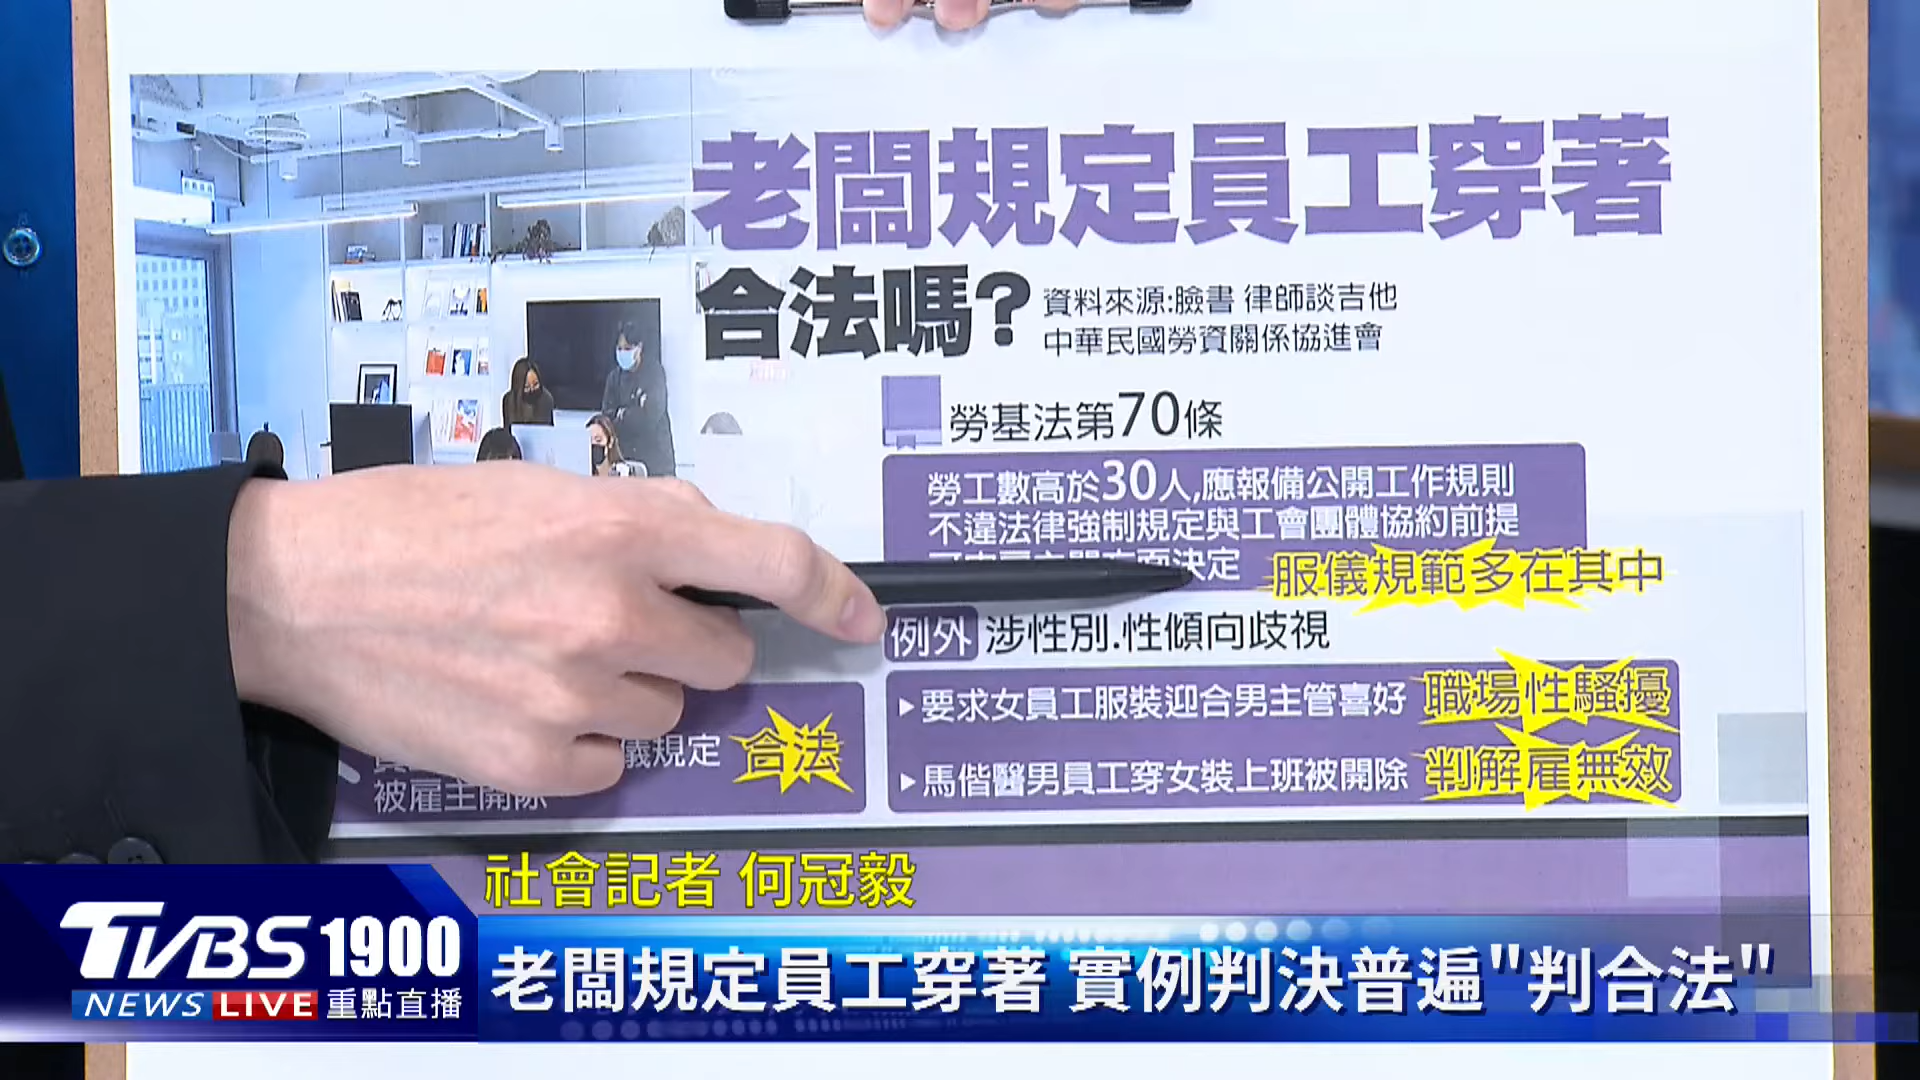 老闆規定員工穿著
合法嗎?
資料來源:臉書 律師談吉他
中華民國勞資關係協進會
勞基法第70條
勞工數高於30人,應報備公開工作規則
不違法律強制規定與工會團體協約前提
決定
服儀規範多在其中
例外 涉性別.性傾向歧視
▸要求女員工服裝迎合男主管喜好 職場性騷擾
▸馬偕醫男員工穿女裝上班被開除 判解雇無效
儀規定 合法
被雇主開除
社會記者 何冠毅
TVBS 1900
NEWS LIVE 重點直播
老闆規定員工穿著 實例判決普遍"判合法"